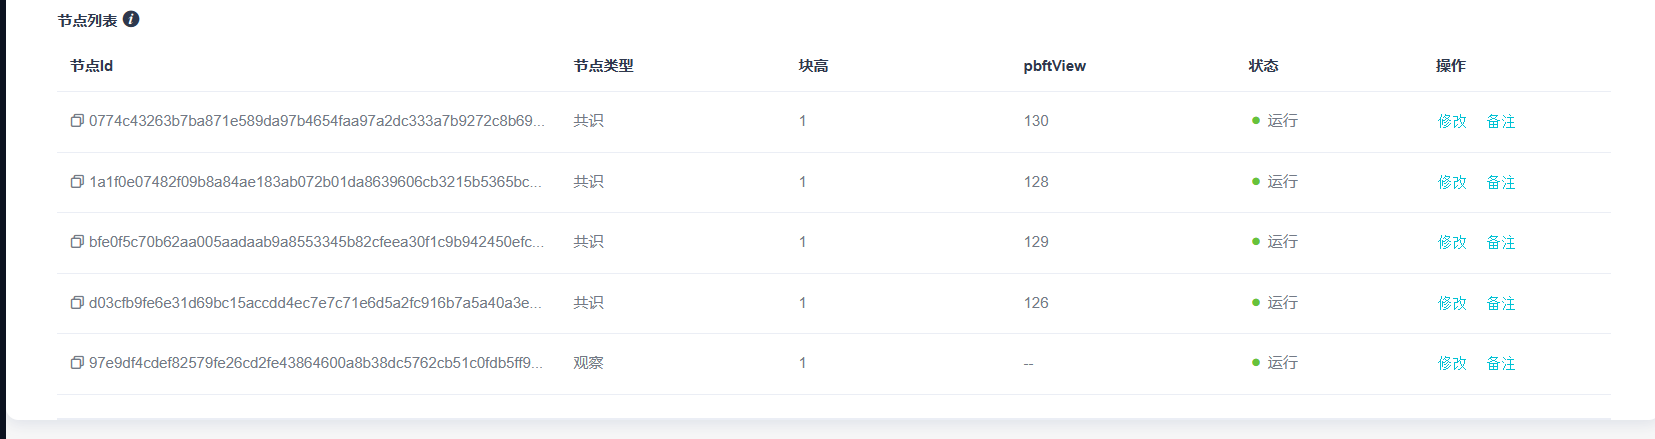 节点列表
节点Id 节点类型 块高 pbftView 状态 操作
0774c43263b7ba871e589da97b4654faa97a2dc333a7b9272c8b69... 共识 1 130 运行 修改 备注
1a1f0e07482f09b8a84ae183ab072b01da8639606cb3215b5365bc... 共识 1 128 运行 修改 备注
bfe0f5c70b62aa005aadaab9a8553345b82cfeea30f1c9b942450efc... 共识 1 129 运行 修改 备注
d03cfb9fe6e31d69bc15accdd4ec7e7c71e6d5a2fc916b7a5a40a3e... 共识 1 126 运行 修改 备注
97e9df4cdef82579fe26cd2fe43864600a8b38dc5762cb51c0fdb5ff9... 观察 1 -- 运行 修改 备注